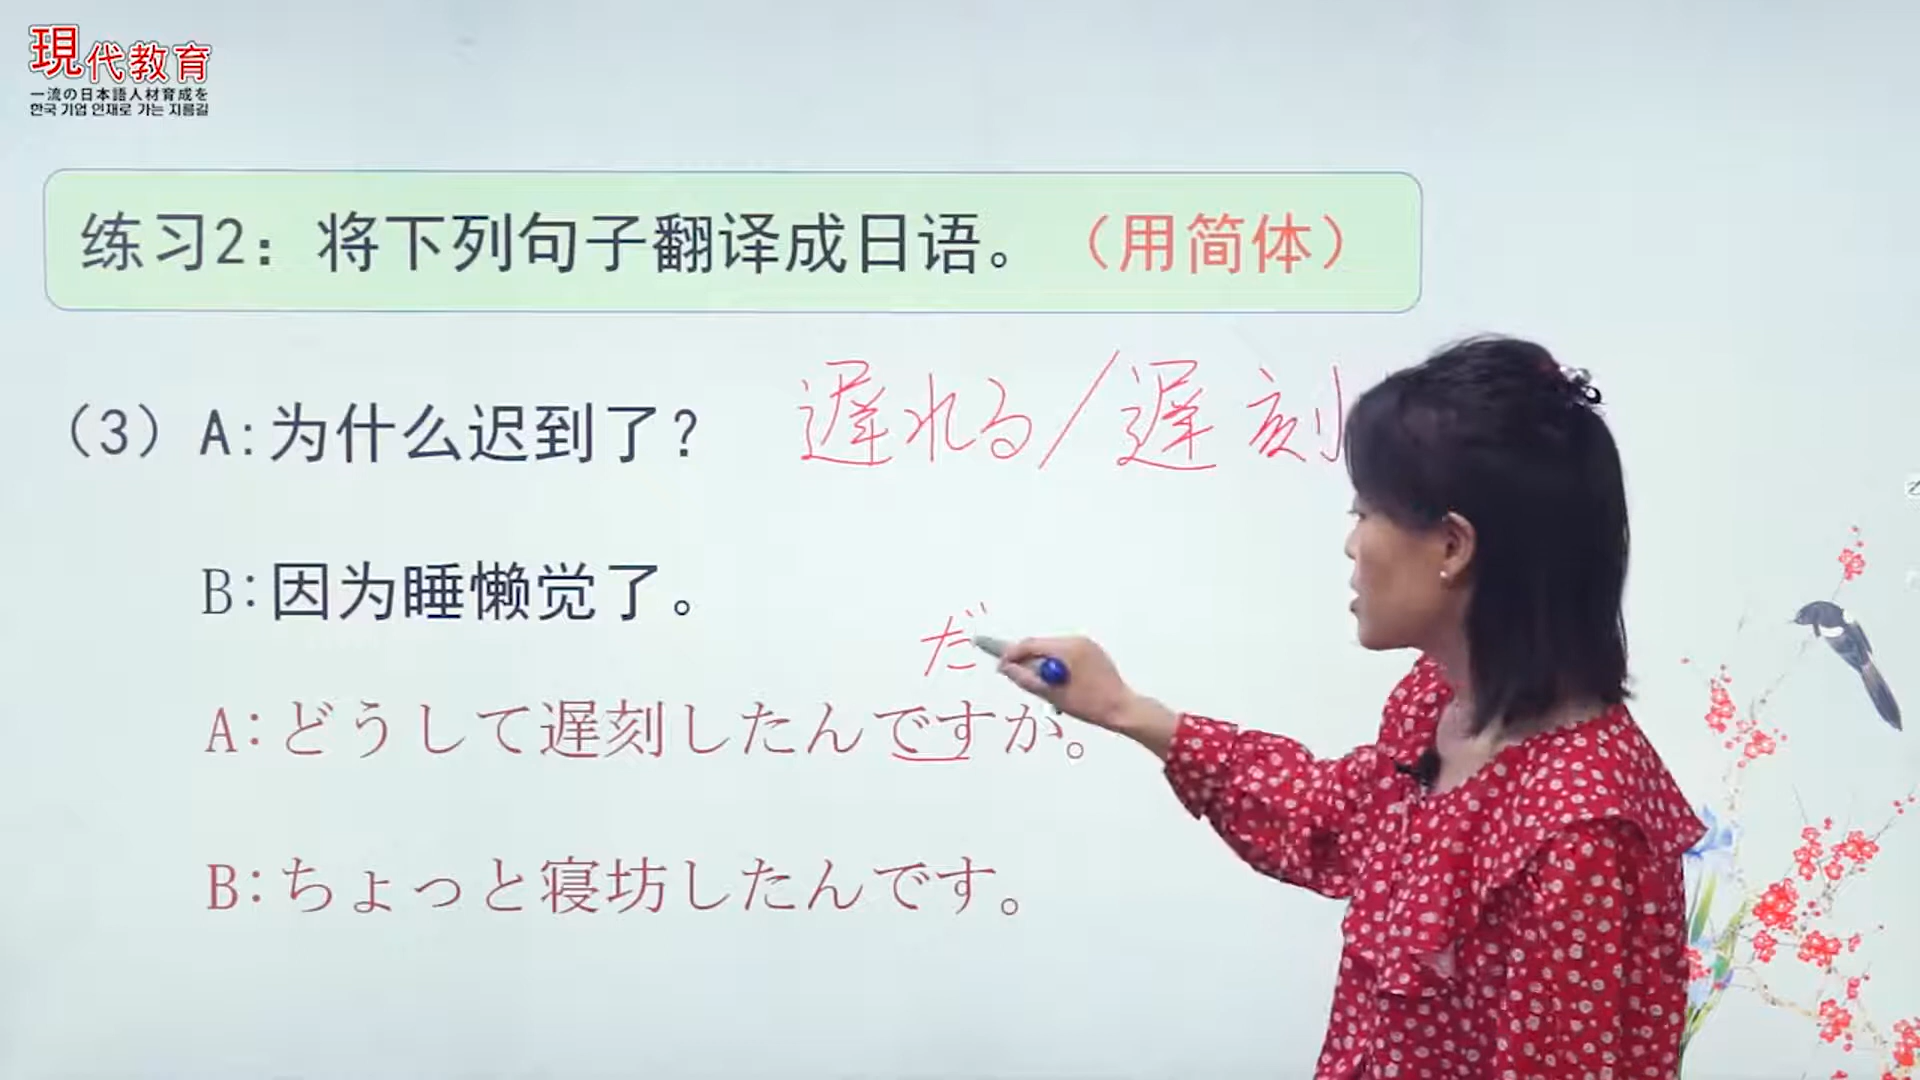 現代教育
一流の日本語人材育成を
한국 기업 인재로 가는 지름길
练习2：将下列句子翻译成日语。（用简体）
（3）A:为什么迟到了？
遅れる/遅刻
B:因为睡懒觉了。
だ
A:どうして遅刻したんですか。
B:ちょっと寝坊したんです。